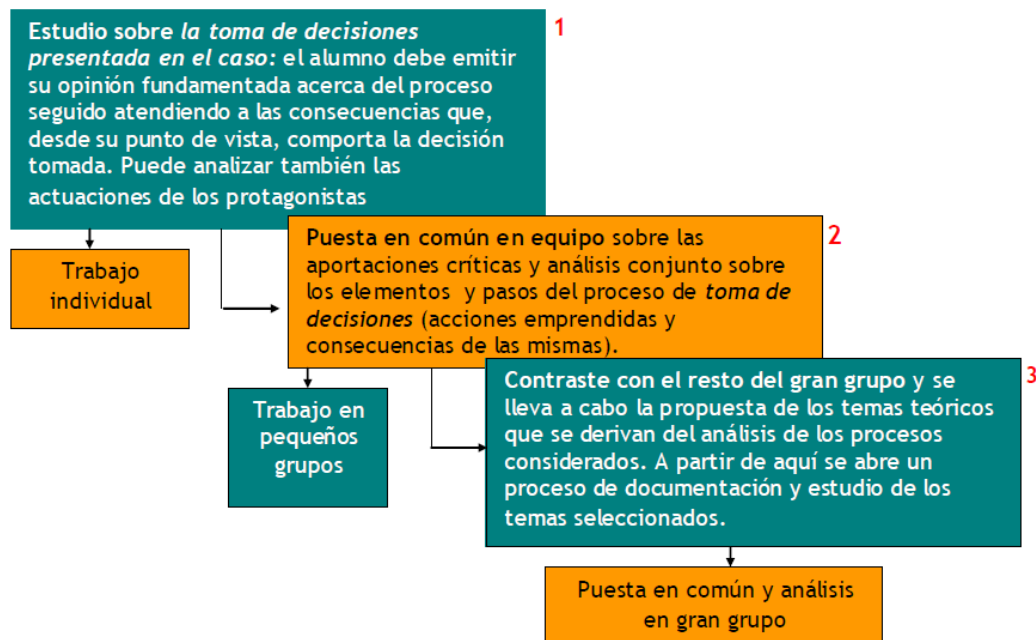 Estudio sobre la toma de decisiones
presentada en el caso: el alumno debe emitir
su opinión fundamentada acerca del proceso
seguido atendiendo a las consecuencias que,
desde su punto de vista, comporta la decisión
tomada. Puede analizar también las
actuaciones de los protagonistas
1
Trabajo
individual
Puesta en común en equipo sobre las
aportaciones críticas y análisis conjunto sobre
los elementos y pasos del proceso de toma de
decisiones (acciones emprendidas y
consecuencias de las mismas).
2
Trabajo en
pequeños
grupos
Contraste con el resto del gran grupo y se
lleva a cabo la propuesta de los temas teóricos
que se derivan del análisis de los procesos
considerados. A partir de aquí se abre un
proceso de documentación y estudio de los
temas seleccionados.
3
Puesta en común y análisis
en gran grupo